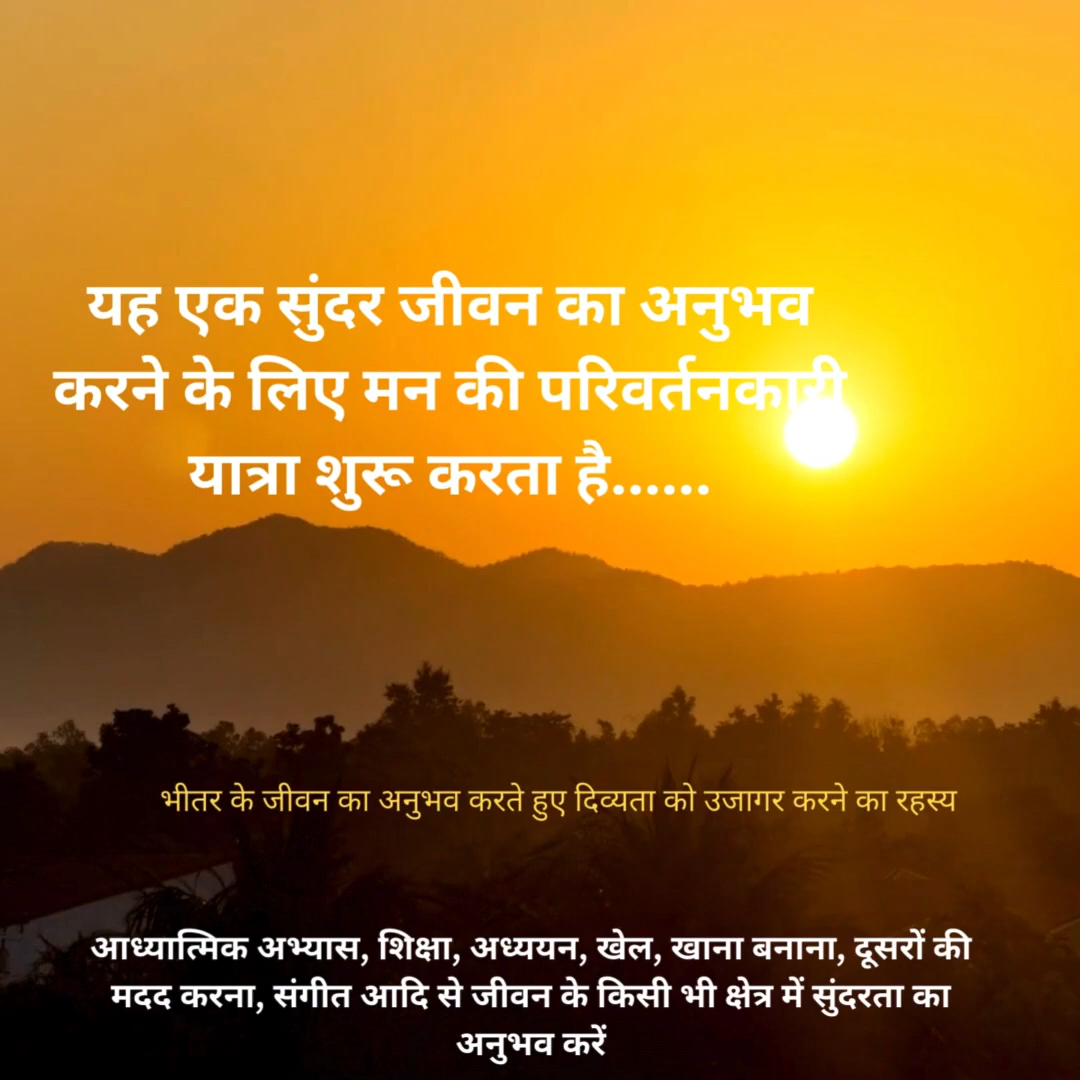 यह एक सुंदर जीवन का अनुभव
करने के लिए मन की परिवर्तनकारी
यात्रा शुरू करता है......
भीतर के जीवन का अनुभव करते हुए दिव्यता को उजागर करने का रहस्य
आध्यात्मिक अभ्यास, शिक्षा, अध्ययन, खेल, खाना बनाना, दूसरों की
मदद करना, संगीत आदि से जीवन के किसी भी क्षेत्र में सुंदरता का
अनुभव करें